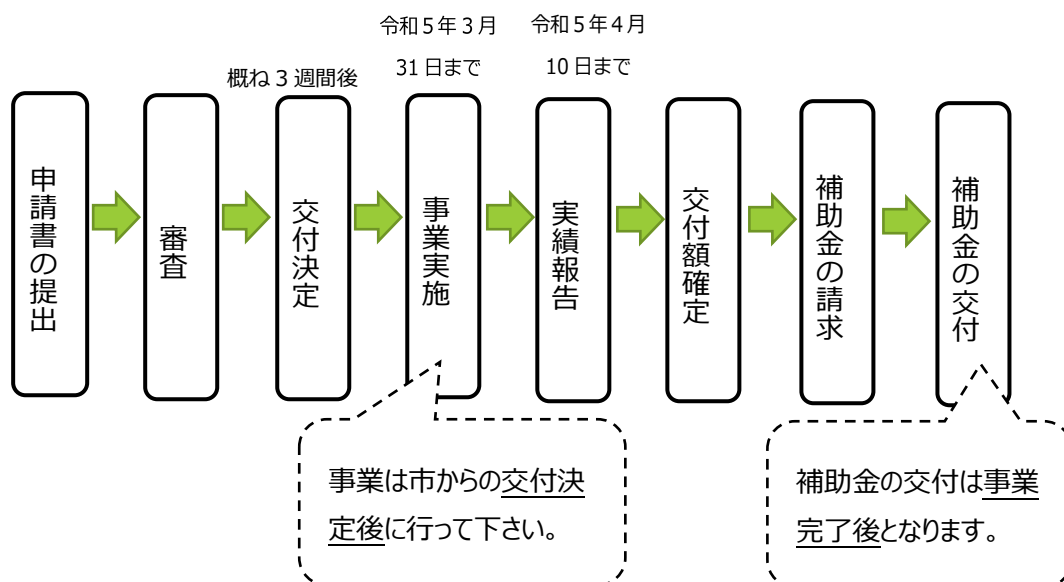 令和５年３月
31 日まで
令和５年４月
10 日まで
概ね３週間後
申請書の提出
審査
交付決定
事業実施
実績報告
交付額確定
補助金の請求
補助金の交付
事業は市からの交付決
定後に行って下さい。
補助金の交付は事業
完了後となります。